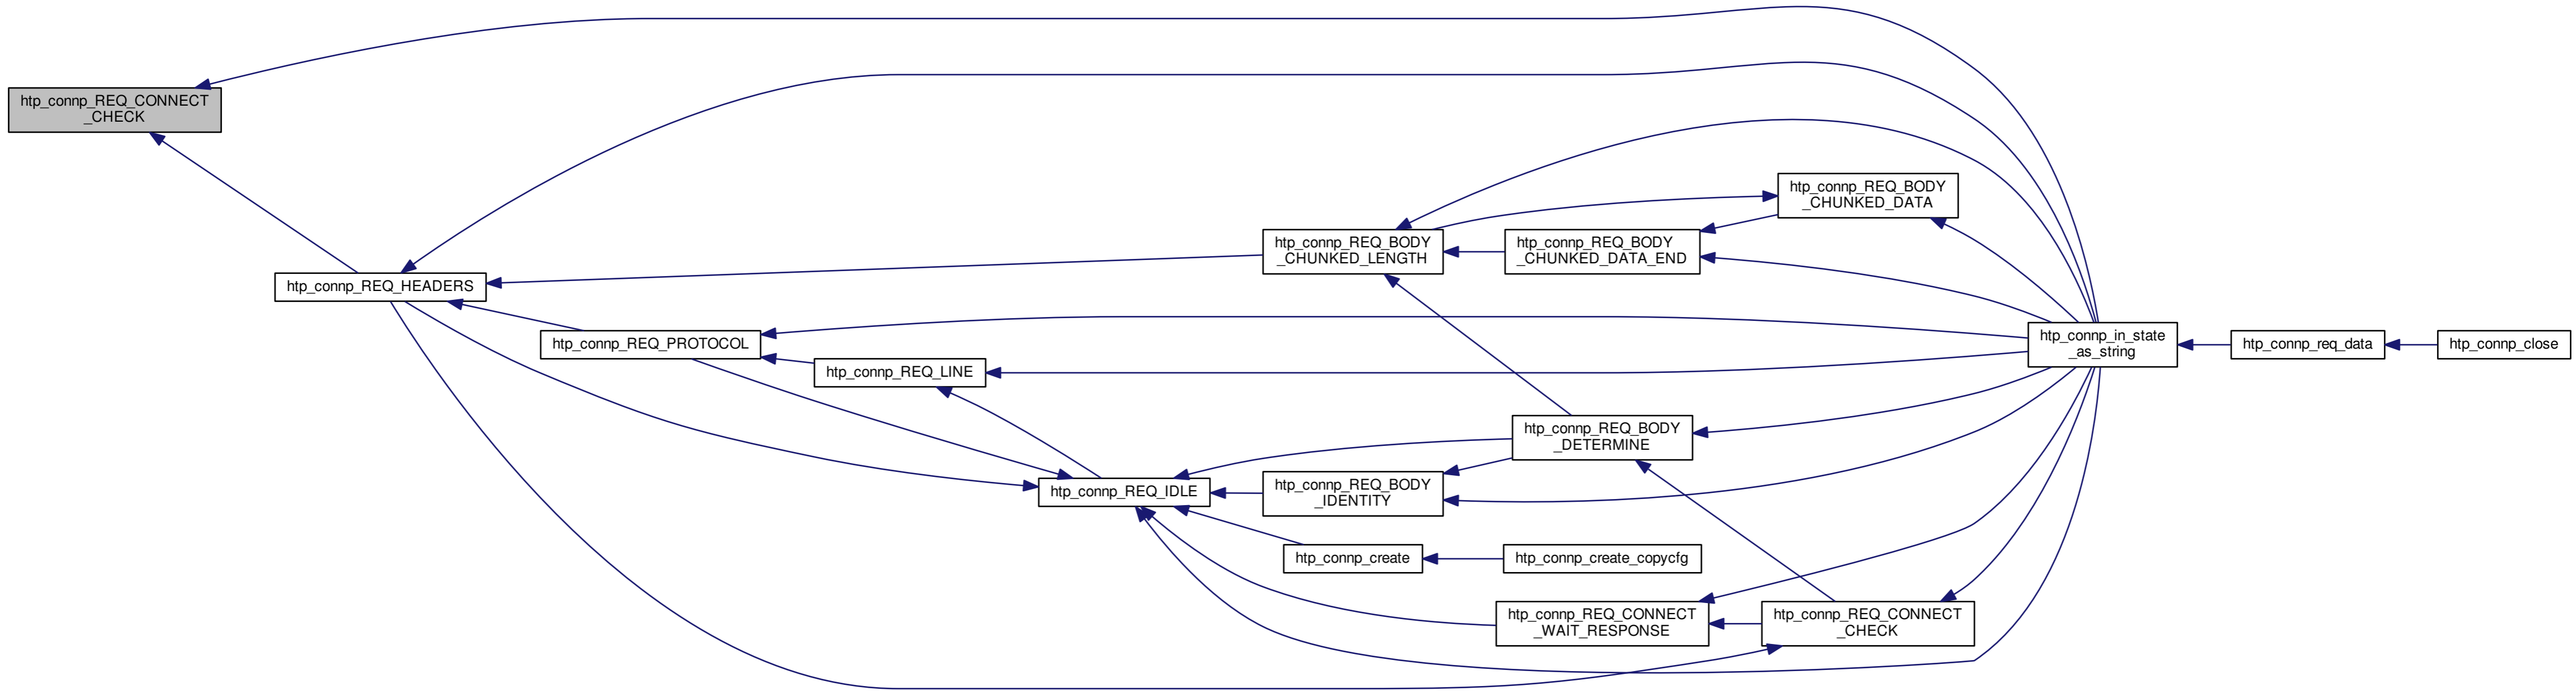 htp_connp_REQ_CONNECT
_CHECK
htp_connp_REQ_HEADERS
htp_connp_REQ_PROTOCOL
htp_connp_REQ_LINE
htp_connp_REQ_IDLE
htp_connp_REQ_BODY
_CHUNKED_LENGTH
htp_connp_REQ_BODY
_CHUNKED_DATA_END
htp_connp_REQ_BODY
_CHUNKED_DATA
htp_connp_REQ_BODY
_DETERMINE
htp_connp_REQ_BODY
_IDENTITY
htp_connp_create
htp_connp_create_copycfg
htp_connp_REQ_CONNECT
_WAIT_RESPONSE
htp_connp_REQ_CONNECT
_CHECK
htp_connp_in_state
_as_string
htp_connp_req_data
htp_connp_close